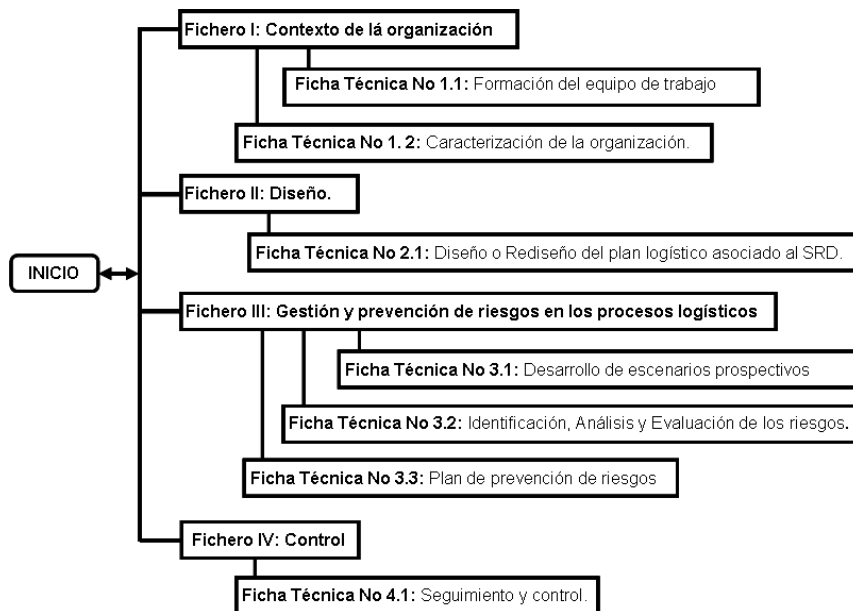 Fichero I: Contexto de lá organización
Ficha Técnica No 1.1: Formación del equipo de trabajo
Ficha Técnica No 1. 2: Caracterización de la organización.
Fichero II: Diseño.
Ficha Técnica No 2.1: Diseño o Rediseño del plan logístico asociado al SRD.
INICIO
Fichero III: Gestión y prevención de riesgos en los procesos logísticos
Ficha Técnica No 3.1: Desarrollo de escenarios prospectivos
Ficha Técnica No 3.2: Identificación, Análisis y Evaluación de los riesgos.
Ficha Técnica No 3.3: Plan de prevención de riesgos
Fichero IV: Control
Ficha Técnica No 4.1: Seguimiento y control.